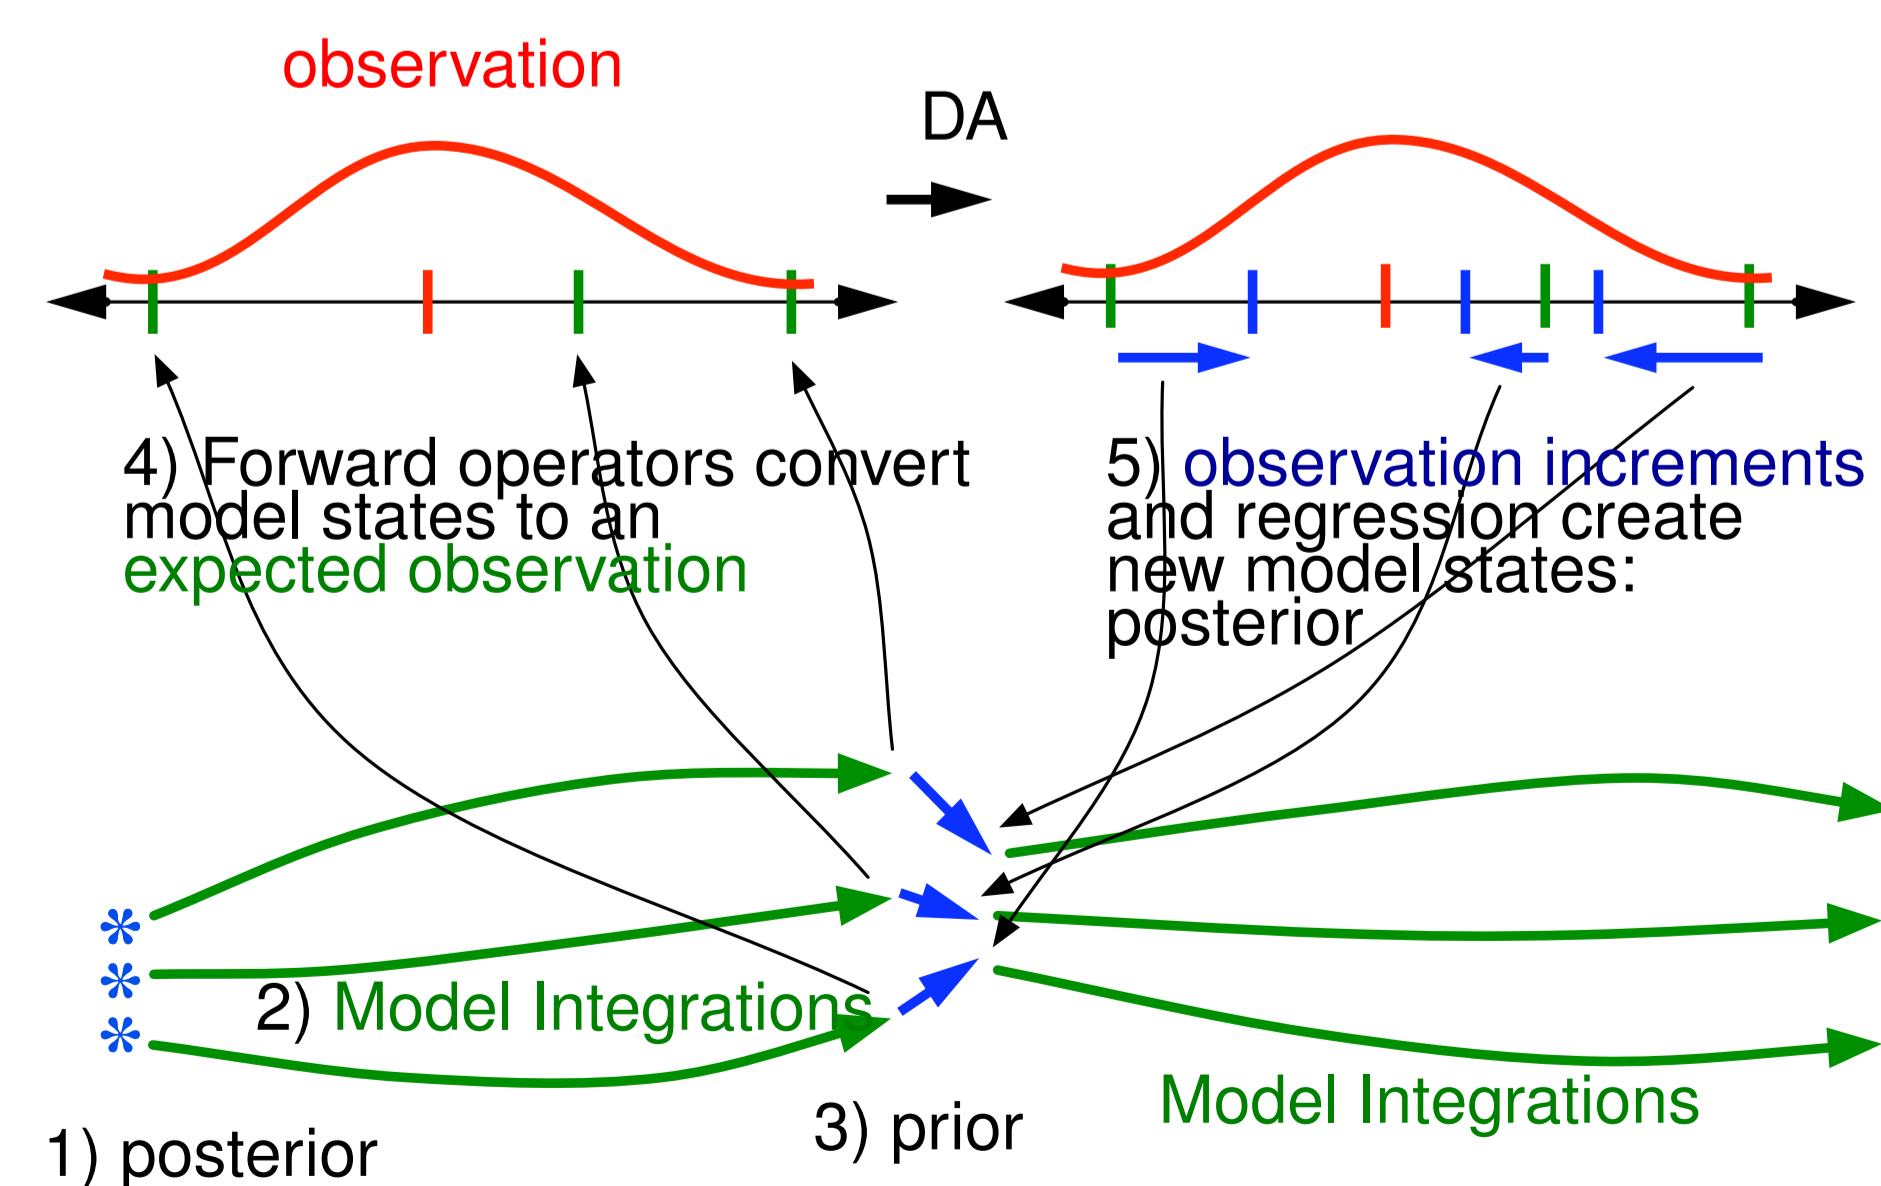 observation
DA
4) Forward operators convert
model states to an
expected observation
5) observation increments
and regression create
new model states:
posterior
2) Model Integrations
Model Integrations
3) prior
1) posterior